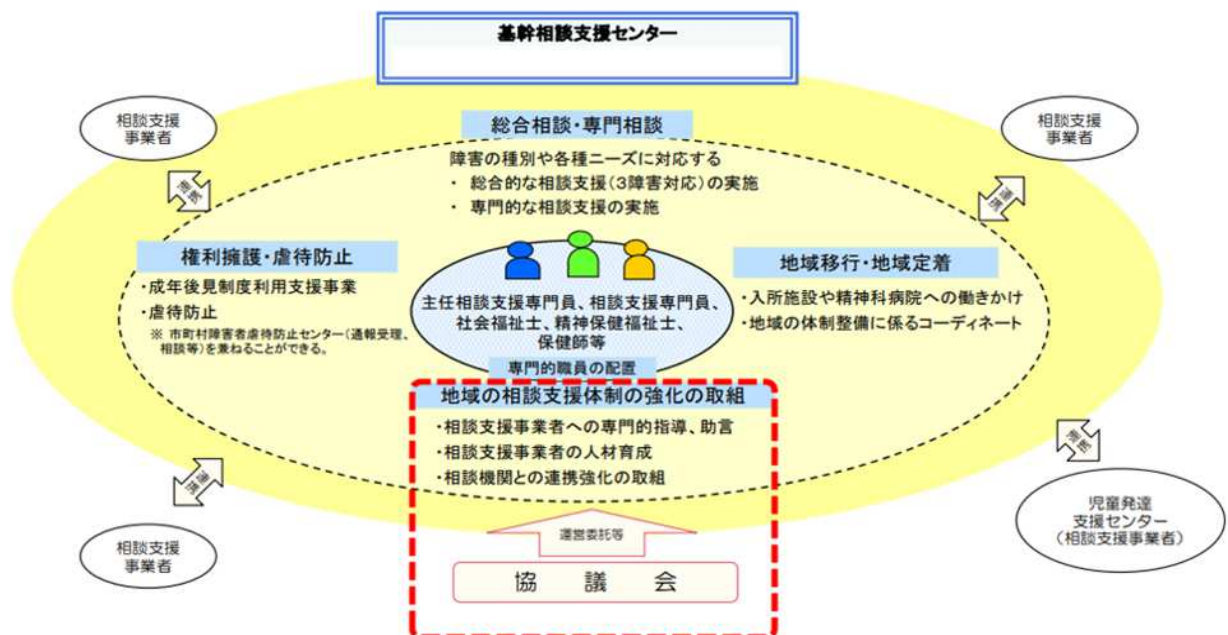 基幹相談支援センター
相談支援
事業者
相談支援
事業者
総合相談・専門相談
障害の種別や各種ニーズに対応する
・ 総合的な相談支援(3障害対応)の実施
・ 専門的な相談支援の実施
連携
連携
権利擁護・虐待防止
・成年後見制度利用支援事業
・虐待防止
※ 市町村障害者虐待防止センター(通報受理、
相談等)を兼ねることができる。
主任相談支援専門員、相談支援専門員、
社会福祉士、精神保健福祉士、
保健師等
専門的職員の配置
地域移行・地域定着
・入所施設や精神科病院への働きかけ
・地域の体制整備に係るコーディネート
地域の相談支援体制の強化の取組
・相談支援事業者への専門的指導、助言
・相談支援事業者の人材育成
・相談機関との連携強化の取組
連携
連携
相談支援
事業者
児童発達
支援センター
(相談支援事業者)
運営委託等
協 議 会